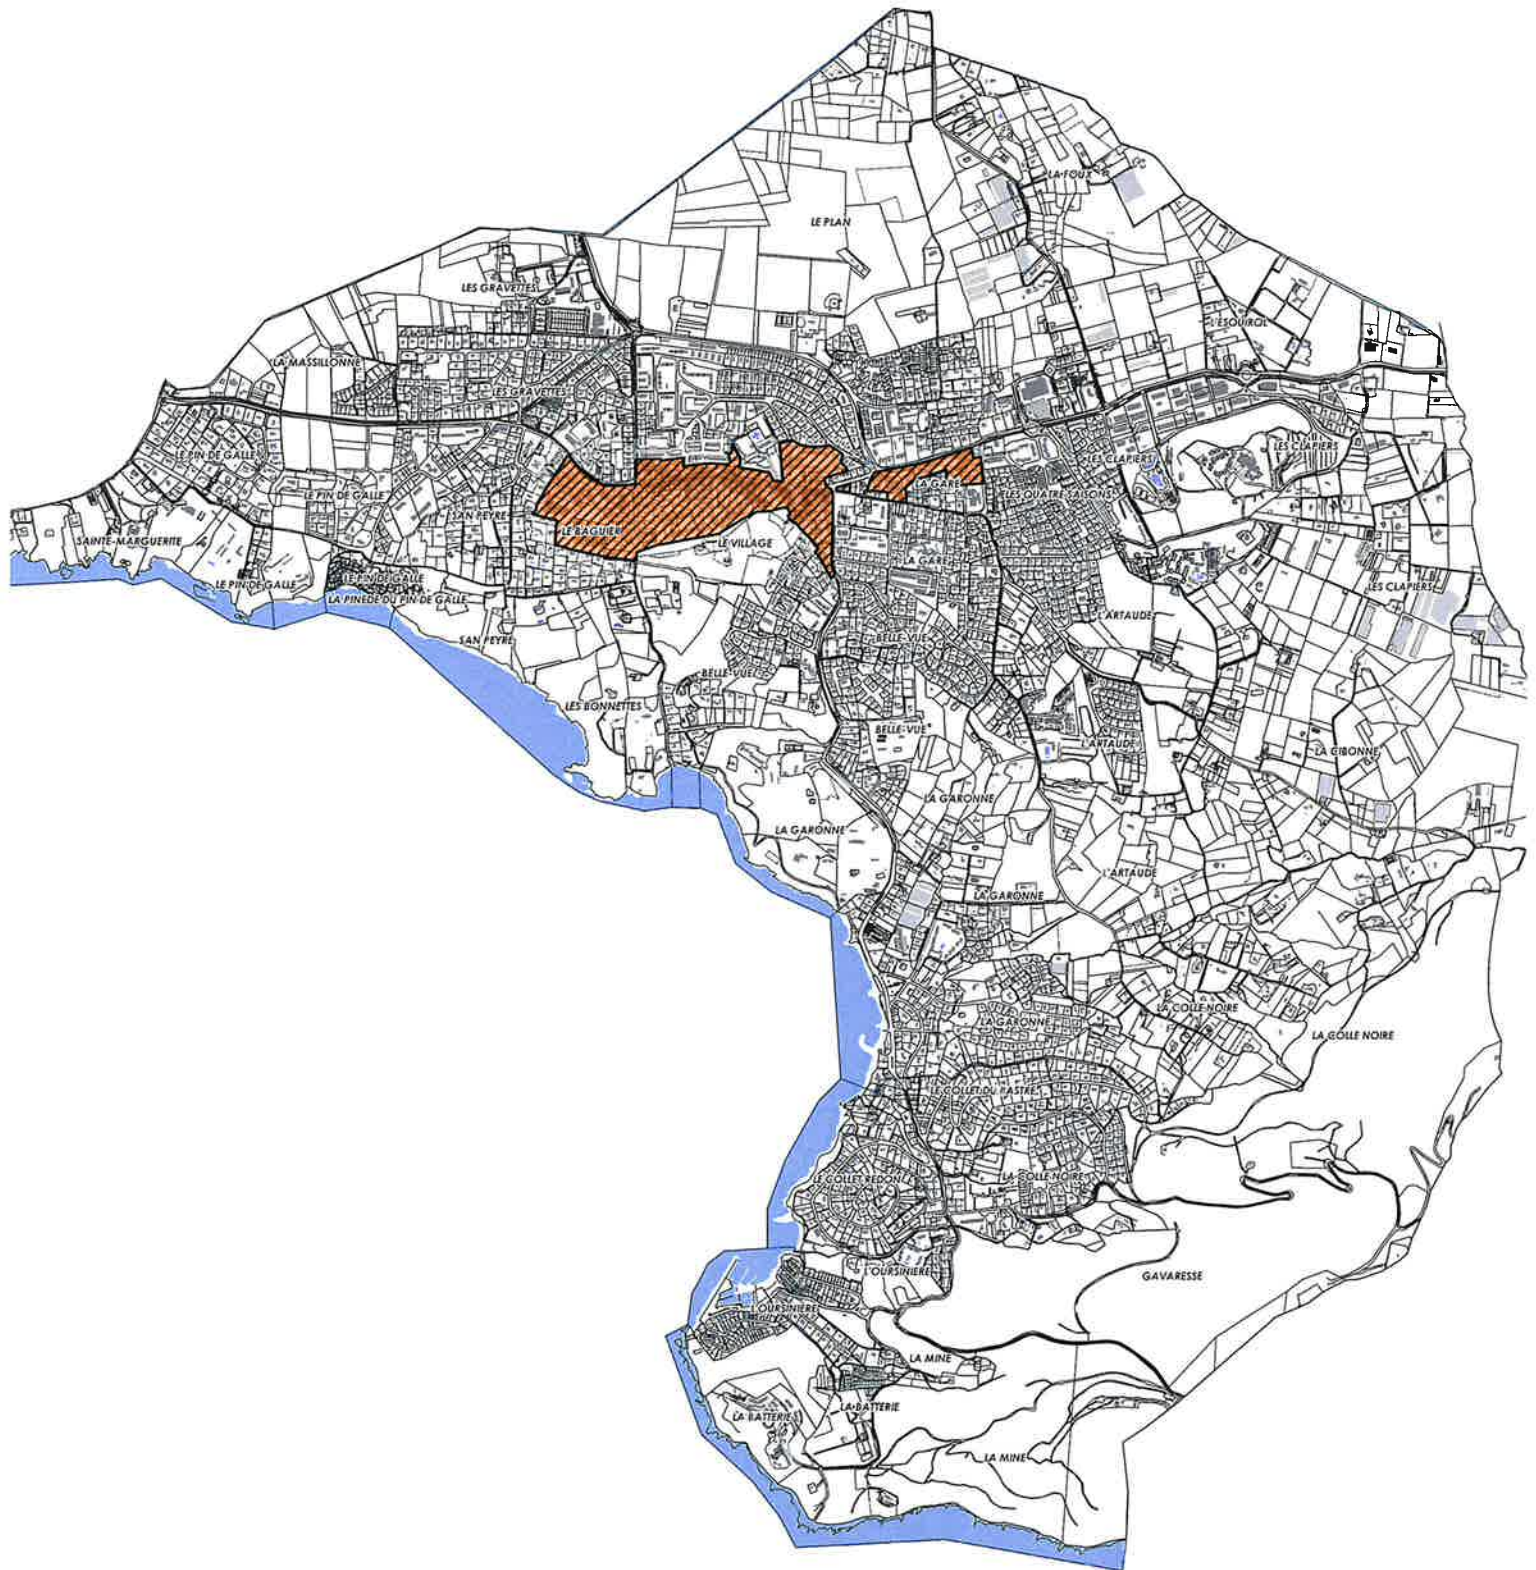 LA FOUX
LE PLAN
LES GRAVETTES
L'ESQUIROL
LA MASSILLONNE
LES GRAVETTES
LES CLAPIERS
LE PIN DE GALLE
LES CLAPIERS
LA GARE
LE PIN DE GALLE
LES QUATRE SAISONS
SAN PEYRE
LE BAGUIER
SAINTE-MARGUERITE
LE VILLAGE
LA GARE
LE PIN DE GALLE
LE PIN DE GALLE
LES CLAPIERS
LA PINEDE DU PIN DE GALLE
L'ARTAUDE
SAN PEYRE
BELLE-VUE
BELLE-VUE
LES BONNETTES
BELLE-VUE
L'ARTAUDE
LA CIBONNE
LA GARONNE
LA GARONNE
L'ARTAUDE
LA GARONNE
LA COLLE NOIRE
LA GARONNE
LA COLLE NOIRE
LE COLLET DU PASTRE
LA COLLE NOIRE
LE COLLET REDON
L'OURSINIERE
GAVARESSE
L'OURSINIERE
LA MINE
LA BATTERIE
LA BATTERIE
LA MINE